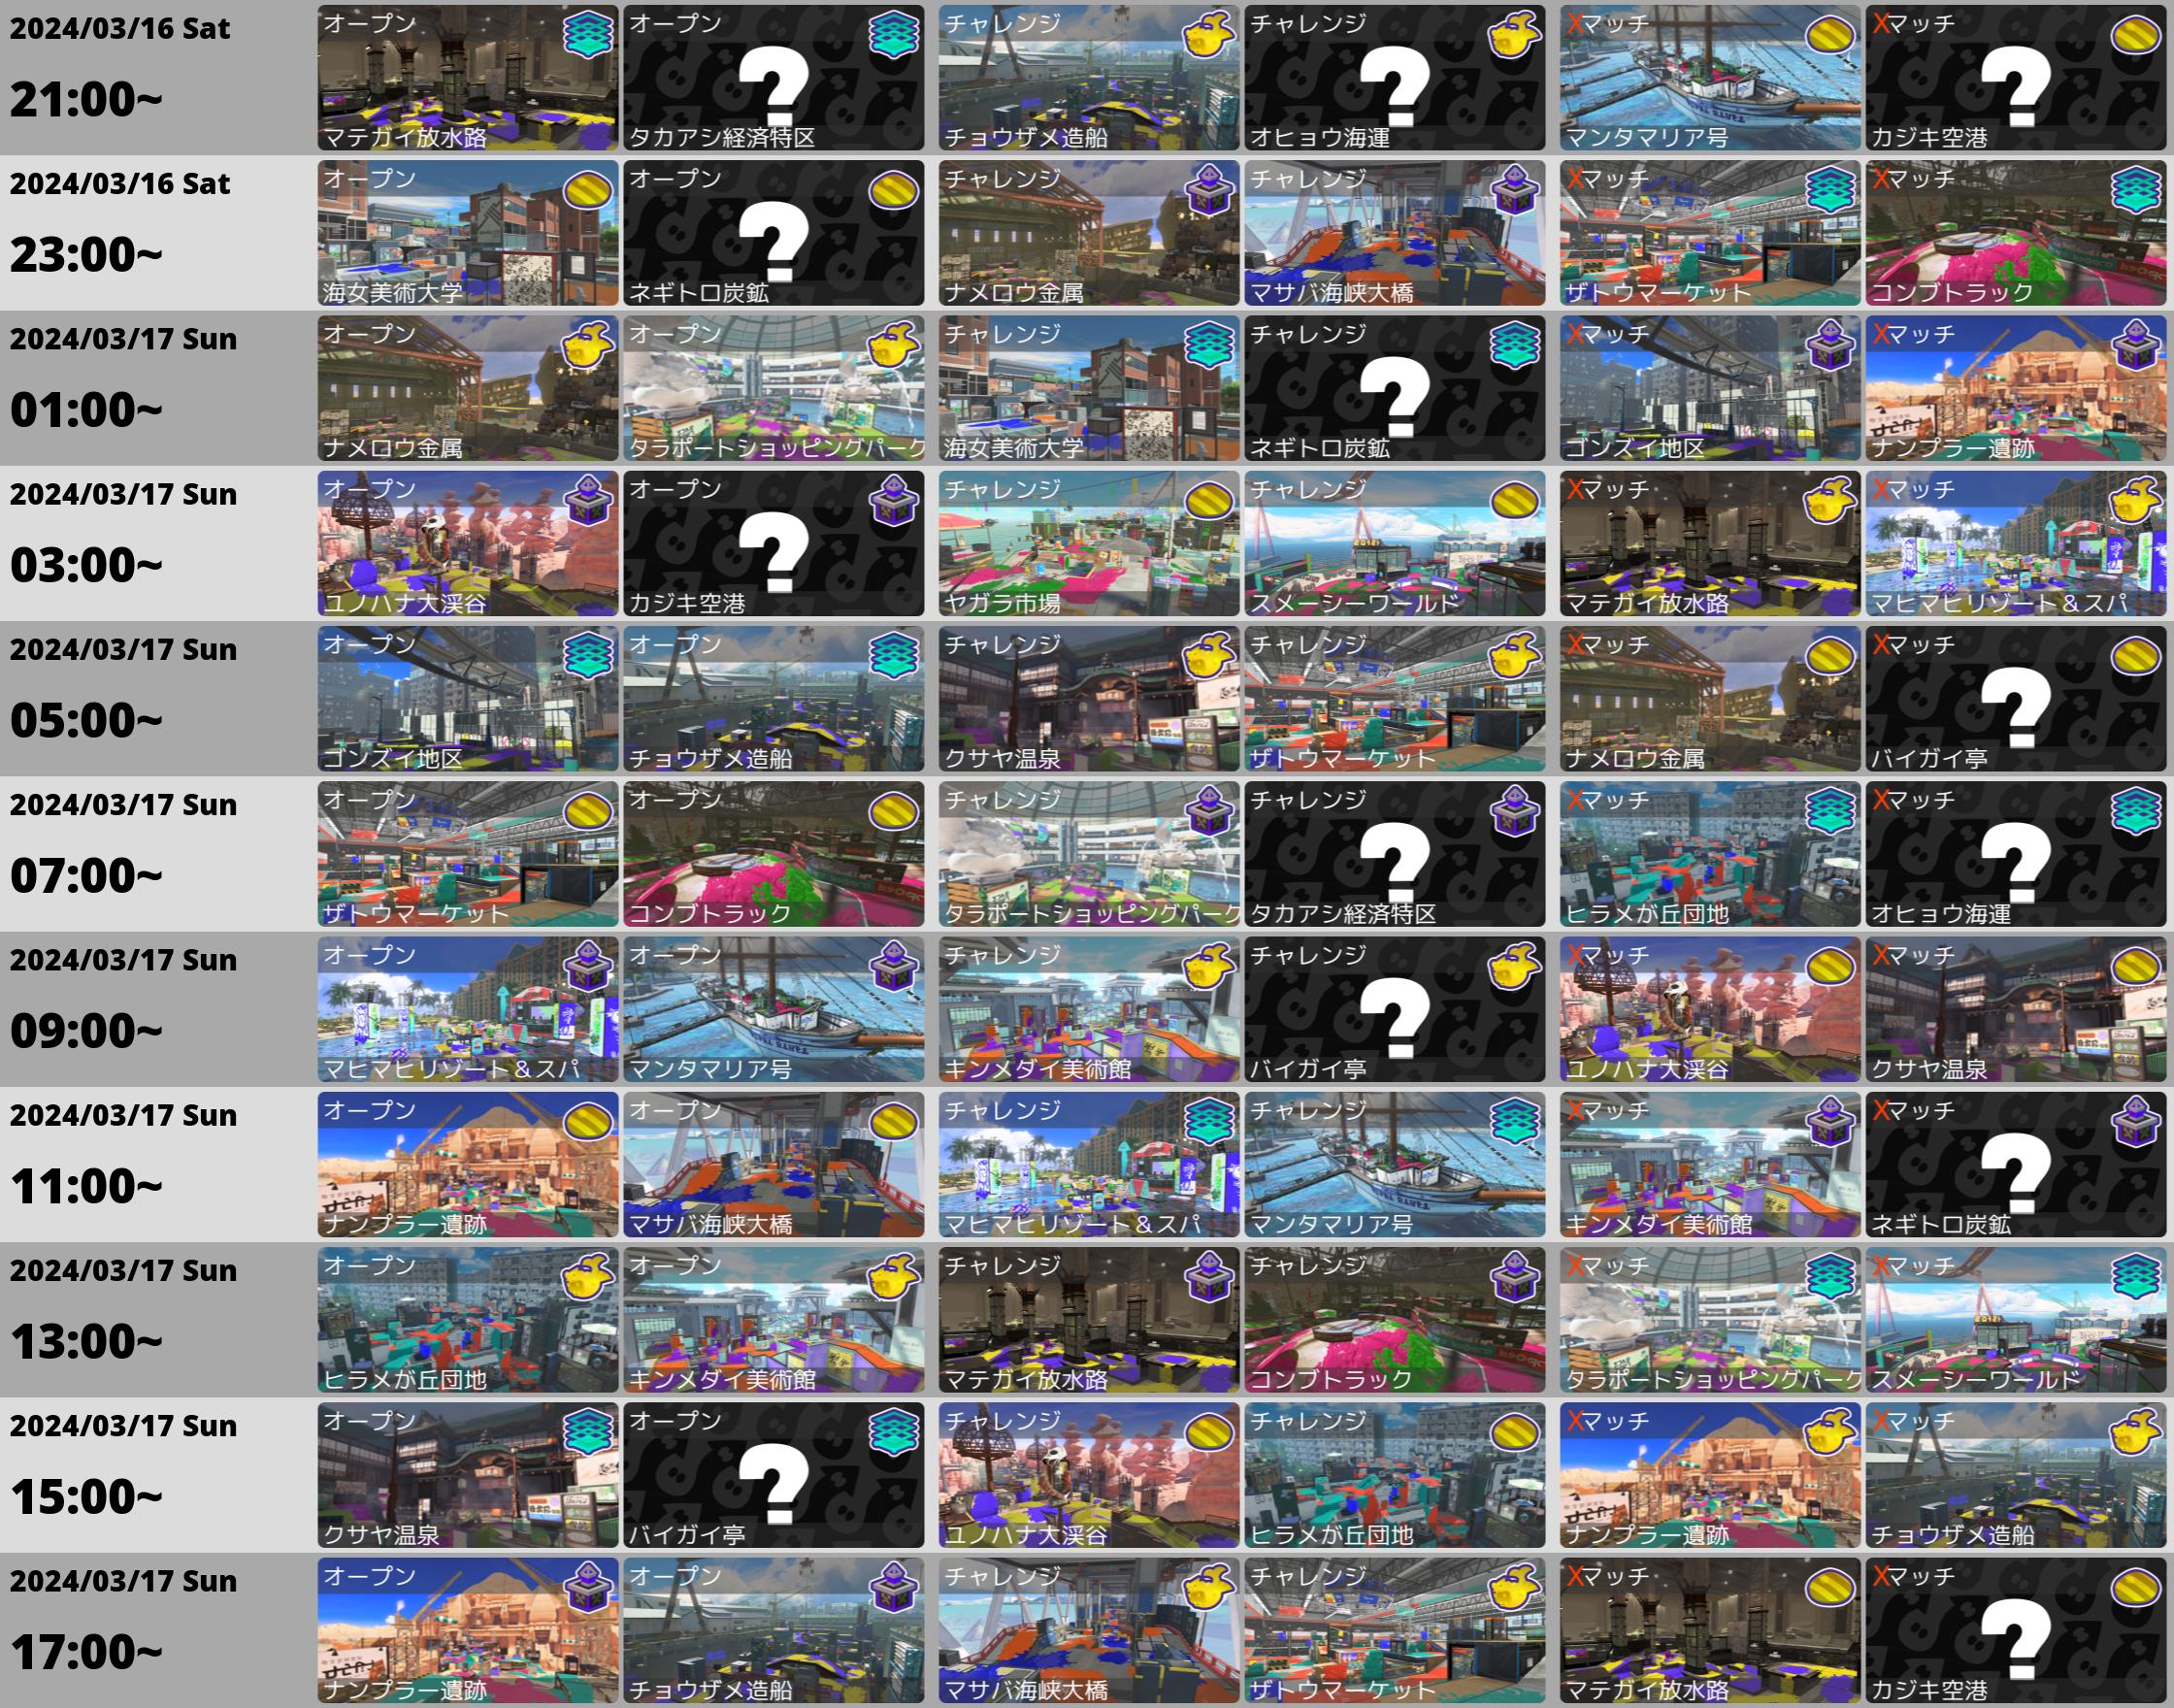 2024/03/16 Sat
21:00~
オープン
マテガイ放水路
オープン
タカアシ経済特区
チャレンジ
チョウザメ造船
チャレンジ
オヒョウ海運
Xマッチ
マンタマリア号
Xマッチ
カジキ空港
2024/03/16 Sat
23:00~
オープン
海女美術大学
オープン
ネギトロ炭鉱
チャレンジ
ナメロウ金属
チャレンジ
マサバ海峡大橋
Xマッチ
ザトウマーケット
Xマッチ
コンブトラック
2024/03/17 Sun
01:00~
オープン
ナメロウ金属
オープン
タラポートショッピングパーク
チャレンジ
海女美術大学
チャレンジ
ネギトロ炭鉱
Xマッチ
ゴンズイ地区
Xマッチ
ナンプラー遺跡
2024/03/17 Sun
03:00~
オープン
ユノハナ大渓谷
オープン
カジキ空港
チャレンジ
ヤガラ市場
チャレンジ
スメーシーワールド
Xマッチ
マテガイ放水路
Xマッチ
マヒマヒリゾート＆スパ
2024/03/17 Sun
05:00~
オープン
ゴンズイ地区
オープン
チョウザメ造船
チャレンジ
クサヤ温泉
チャレンジ
ザトウマーケット
Xマッチ
ナメロウ金属
Xマッチ
バイガイ亭
2024/03/17 Sun
07:00~
オープン
ザトウマーケット
オープン
コンブトラック
チャレンジ
タラポートショッピングパーク
チャレンジ
タカアシ経済特区
Xマッチ
ヒラメが丘団地
Xマッチ
オヒョウ海運
2024/03/17 Sun
09:00~
オープン
マヒマヒリゾート＆スパ
オープン
マンタマリア号
チャレンジ
キンメダイ美術館
チャレンジ
バイガイ亭
Xマッチ
ユノハナ大渓谷
Xマッチ
クサヤ温泉
2024/03/17 Sun
11:00~
オープン
ナンプラー遺跡
オープン
マサバ海峡大橋
チャレンジ
マヒマヒリゾート＆スパ
チャレンジ
マンタマリア号
Xマッチ
キンメダイ美術館
Xマッチ
ネギトロ炭鉱
2024/03/17 Sun
13:00~
オープン
ヒラメが丘団地
オープン
キンメダイ美術館
チャレンジ
マテガイ放水路
チャレンジ
コンブトラック
Xマッチ
タラポートショッピングパーク
Xマッチ
スメーシーワールド
2024/03/17 Sun
15:00~
オープン
クサヤ温泉
オープン
バイガイ亭
チャレンジ
ユノハナ大渓谷
チャレンジ
ヒラメが丘団地
Xマッチ
ナンプラー遺跡
Xマッチ
チョウザメ造船
2024/03/17 Sun
17:00~
オープン
ナンプラー遺跡
オープン
チョウザメ造船
チャレンジ
マサバ海峡大橋
チャレンジ
ザトウマーケット
Xマッチ
マテガイ放水路
Xマッチ
カジキ空港